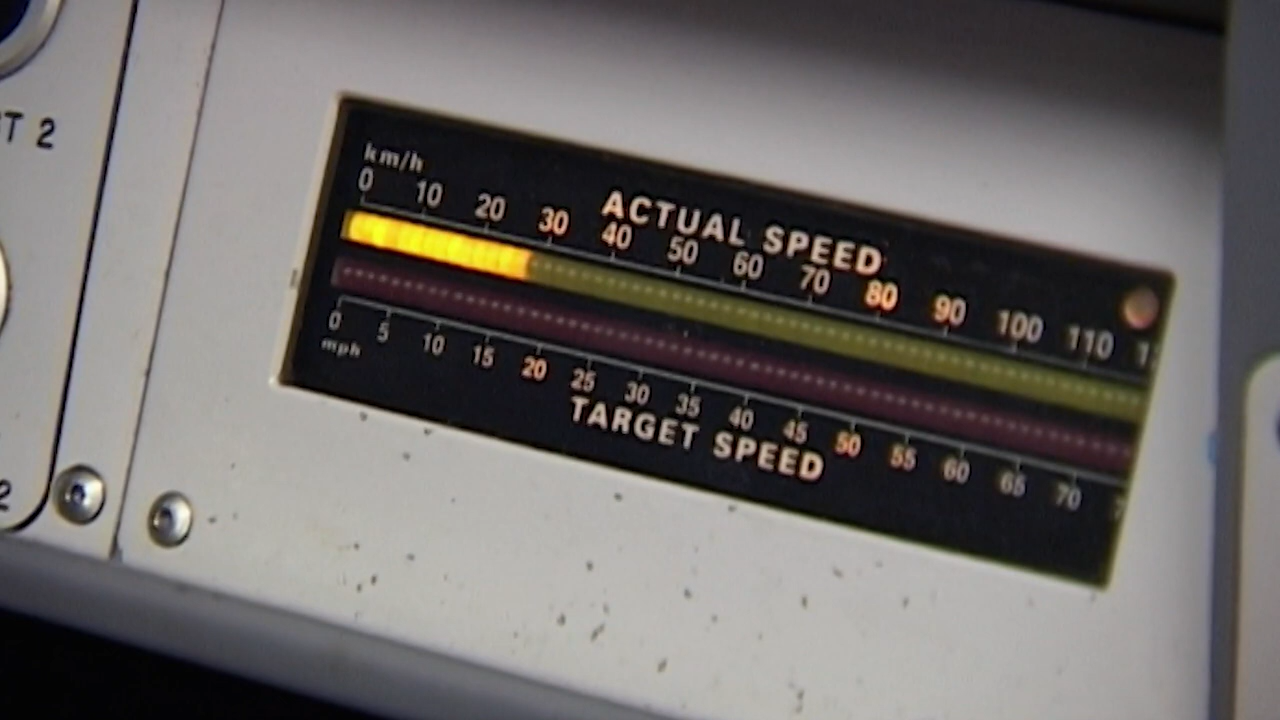 T 2
km/h
0 10 20 30 40 50 60 70 80 90 100 110
ACTUAL SPEED
0 5 10 15 20 25 30 35 40 45 50 55 60 65 70
mph
TARGET SPEED
2